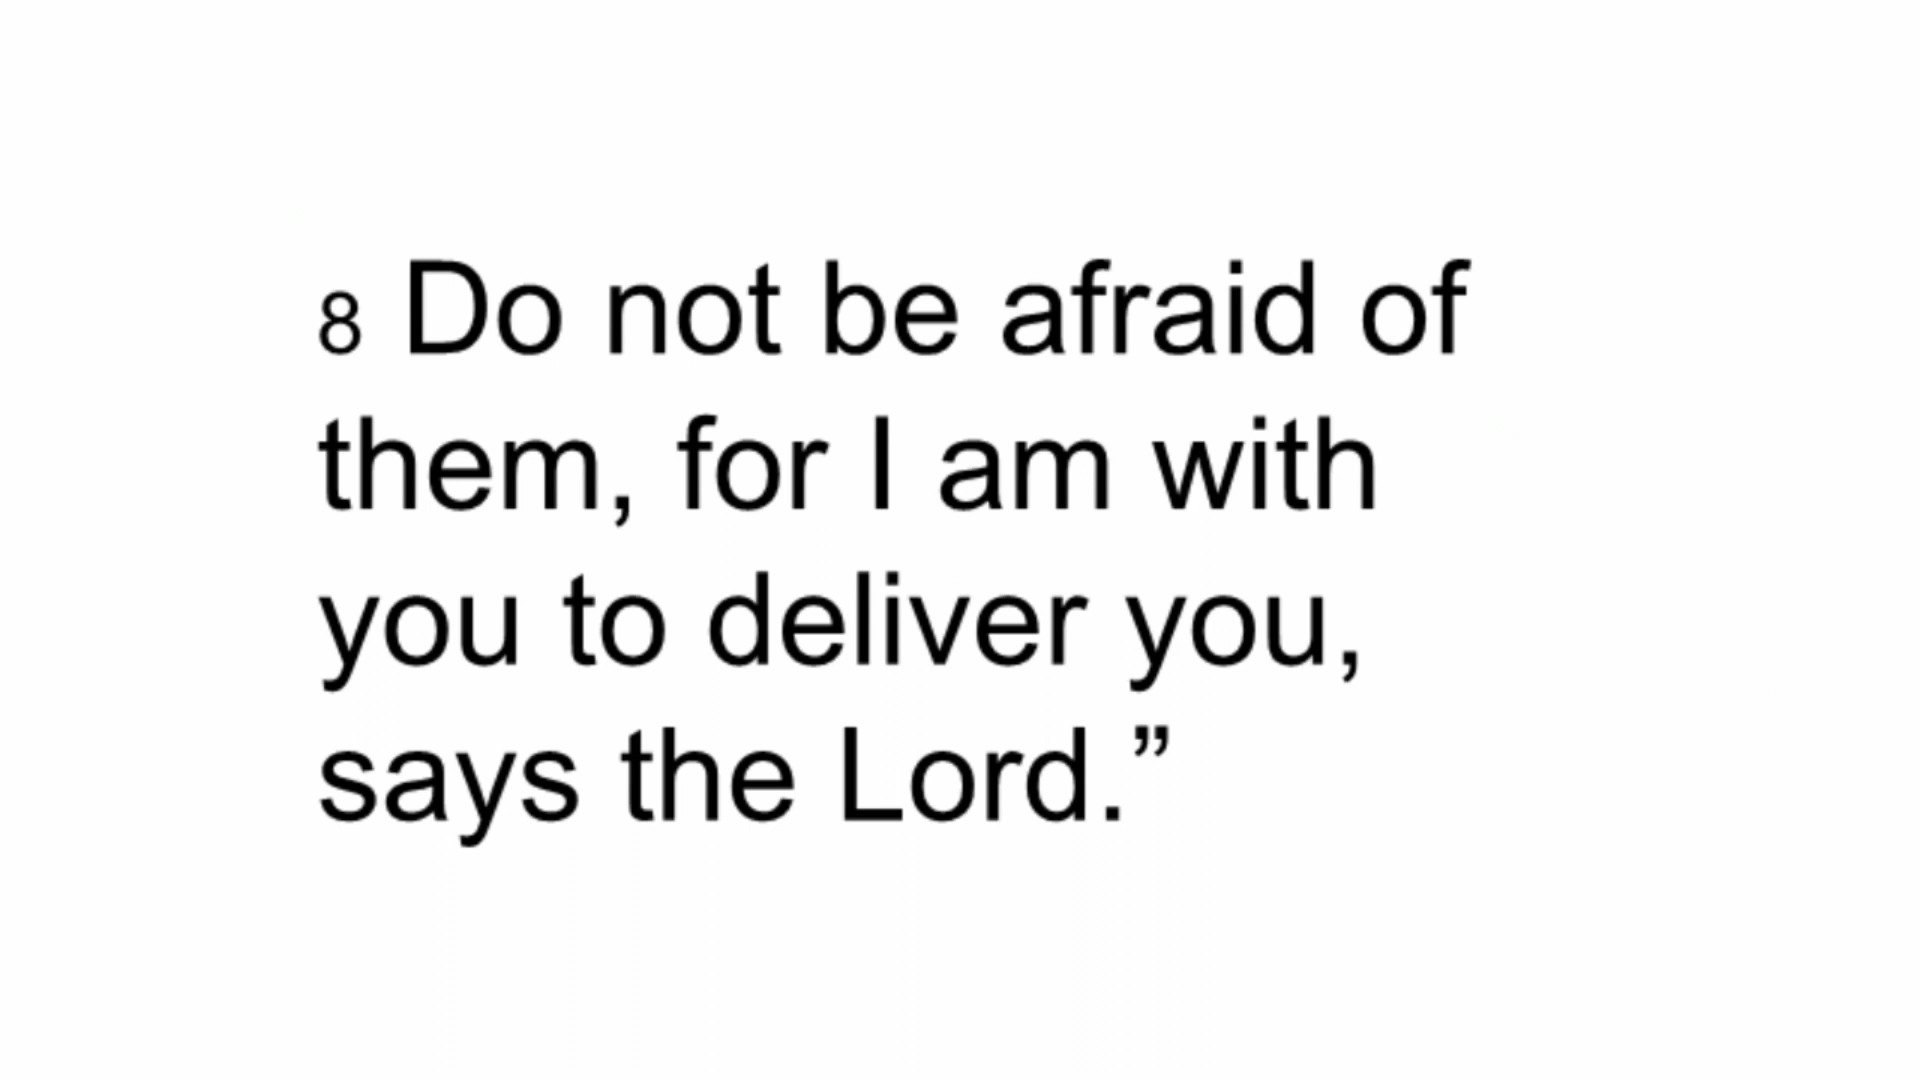 8 Do not be afraid of
them, for I am with
you to deliver you,
says the Lord.”